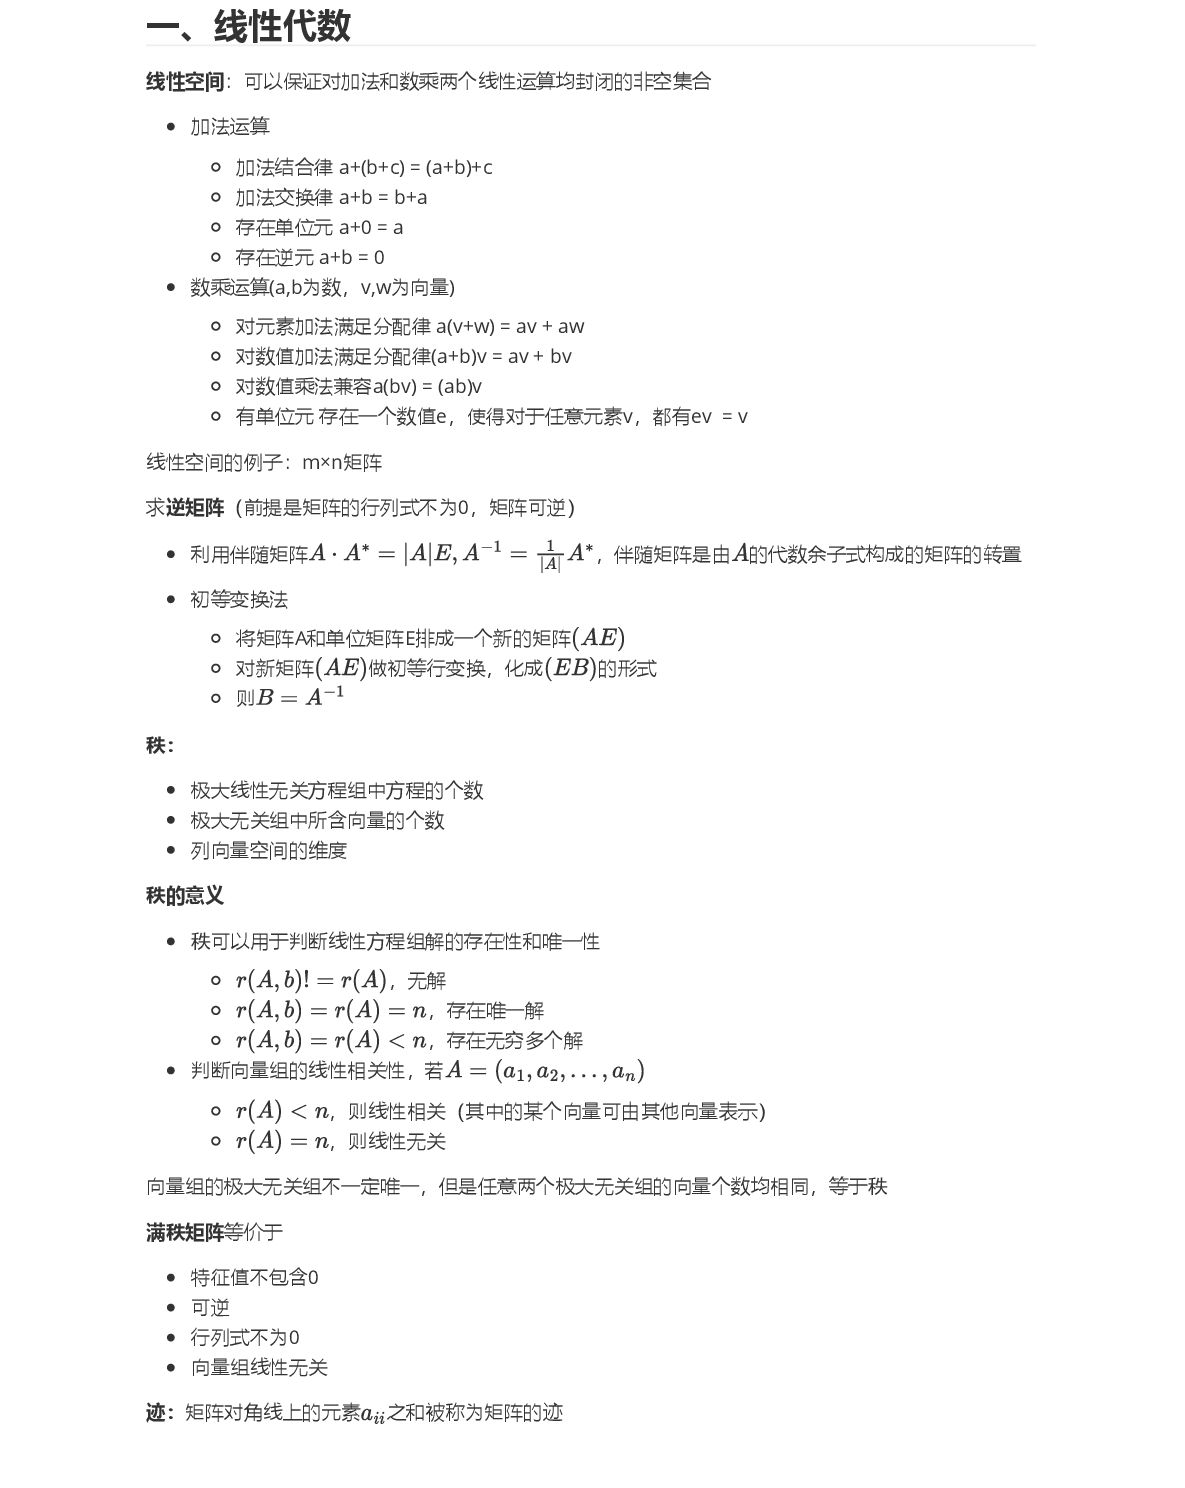 一、线性代数
线性空间：可以保证对加法和数乘两个线性运算均封闭的非空集合
加法运算
加法结合律 a+(b+c) = (a+b)+c
加法交换律 a+b = b+a
存在单位元 a+0 = a
存在逆元 a+b = 0
数乘运算(a,b为数，v,w为向量)
对元素加法满足分配律 a(v+w) = av + aw
对数值加法满足分配律(a+b)v = av + bv
对数值乘法兼容a(bv) = (ab)v
有单位元 存在一个数值e，使得对于任意元素v，都有ev = v
线性空间的例子：m×n矩阵
求逆矩阵（前提是矩阵的行列式不为0，矩阵可逆）
利用伴随矩阵$A \cdot A^* = |A|E, A^{-1} = \frac{1}{|A|}A^*$，伴随矩阵是由$A$的代数余子式构成的矩阵的转置
初等变换法
将矩阵A和单位矩阵E排成一个新的矩阵$(AE)$
对新矩阵$(AE)$做初等行变换，化成$(EB)$的形式
则$B = A^{-1}$
秩：
极大线性无关方程组中方程的个数
极大无关组中所含向量的个数
列向量空间的维度
秩的意义
秩可以用于判断线性方程组解的存在性和唯一性
$r(A,b)! = r(A)$，无解
$r(A,b) = r(A) = n$，存在唯一解
$r(A,b) = r(A) < n$，存在无穷多个解
判断向量组的线性相关性，若$A = (a_1, a_2, \ldots, a_n)$
$r(A) < n$，则线性相关（其中的某个向量可由其他向量表示）
$r(A) = n$，则线性无关
向量组的极大无关组不一定唯一，但是任意两个极大无关组的向量个数均相同，等于秩
满秩矩阵等价于
特征值不包含0
可逆
行列式不为0
向量组线性无关
迹：矩阵对角线上的元素$a_{ii}$之和被称为矩阵的迹